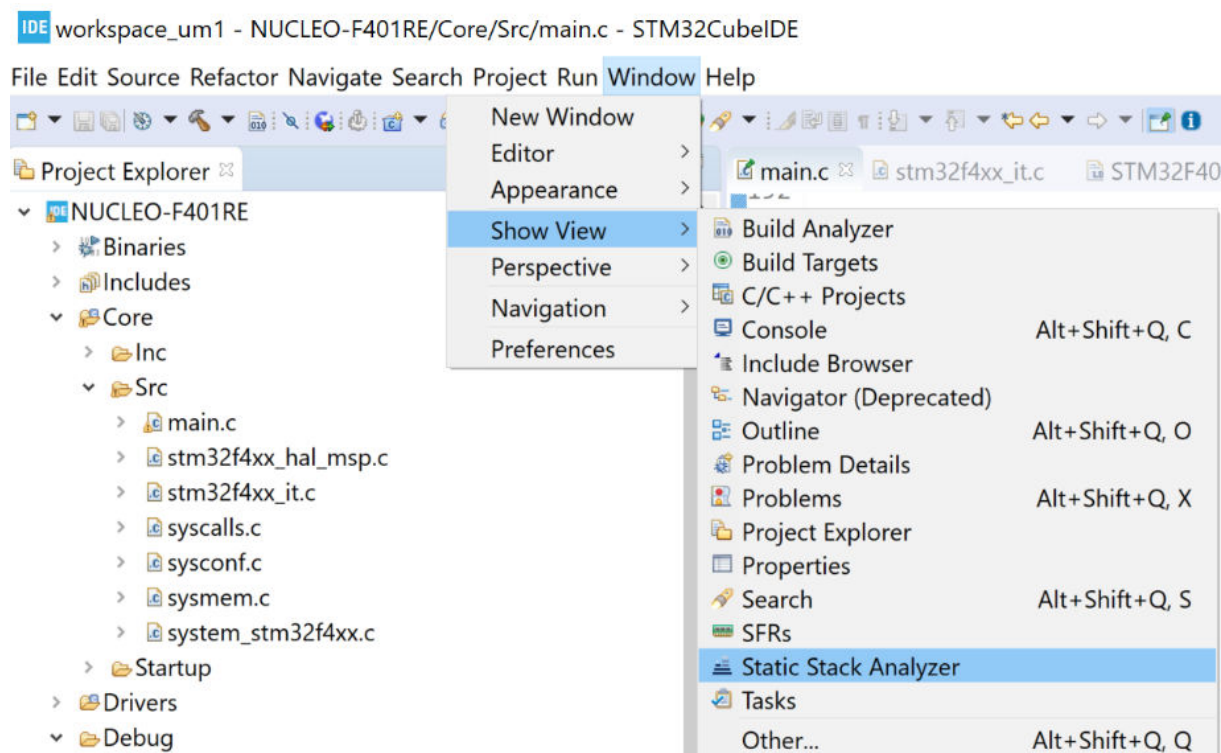 IDE workspace_um1 - NUCLEO-F401RE/Core/Src/main.c - STM32CubeIDE
File Edit Source Refactor Navigate Search Project Run Window Help
Project Explorer
NUCLEO-F401RE
Binaries
Includes
Core
Inc
Src
main.c
stm32f4xx_hal_msp.c
stm32f4xx_it.c
syscalls.c
sysconf.c
sysmem.c
system_stm32f4xx.c
Startup
Drivers
Debug
New Window
Editor
Appearance
Show View
Perspective
Navigation
Preferences
main.c stm32f4xx_it.c STM32F40
Build Analyzer
Build Targets
C/C++ Projects
Console Alt+Shift+Q, C
Include Browser
Navigator (Deprecated)
Outline Alt+Shift+Q, O
Problem Details
Problems Alt+Shift+Q, X
Project Explorer
Properties
Search Alt+Shift+Q, S
SFRs
Static Stack Analyzer
Tasks
Other... Alt+Shift+Q, Q